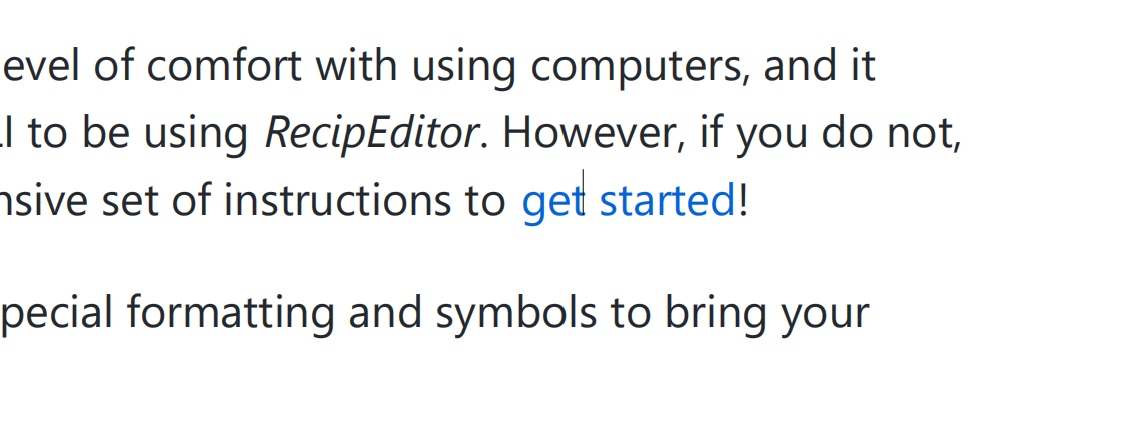 evel of comfort with using computers, and it
l to be using RecipEditor. However, if you do not,
nsive set of instructions to get started!
pecial formatting and symbols to bring your